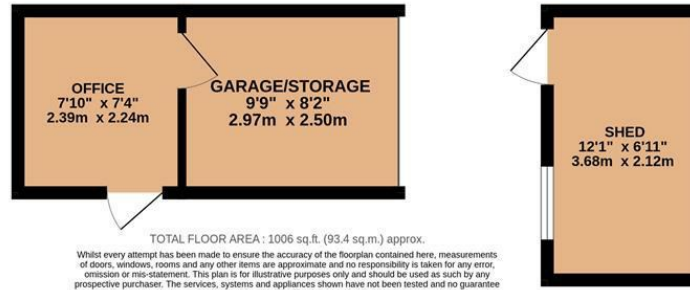 OFFICE
7'10" x 7'4"
2.39m x 2.24m
GARAGE/STORAGE
9'9" x 8'2"
2.97m x 2.50m
SHED
12'1" x 6'11"
3.68m x 2.12m
TOTAL FLOOR AREA : 1006 sq.ft. (93.4 sq.m.) approx.
Whilst every attempt has been made to ensure the accuracy of the floorplan contained here, measurements
of doors, windows, rooms and any other items are approximate and no responsibility is taken for any error,
omission or mis-statement. This plan is for illustrative purposes only and should be used as such by any
prospective purchaser. The services, systems and appliances shown have not been tested and no guarantee